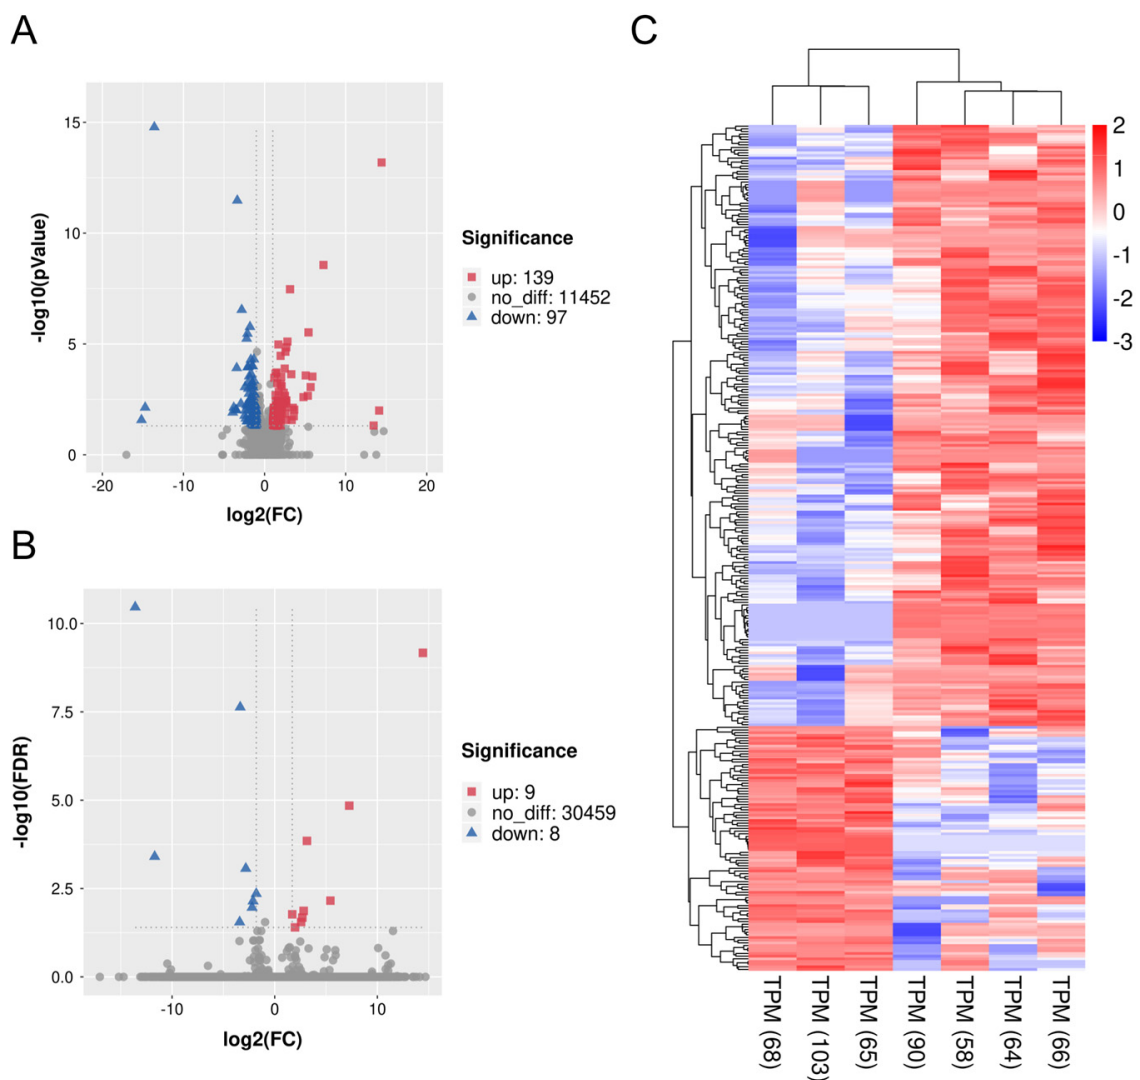 A
15
10
5
0
-20
-10
0
10
20
-log10(pValue)
log2(FC)
Significance
up: 139
no_diff: 11452
down: 97
B
10.0
7.5
5.0
2.5
0.0
-10
0
10
-log10(FDR)
log2(FC)
Significance
up: 9
no_diff: 30459
down: 8
C
2
1
0
-1
-2
-3
TPM (68)
TPM (103)
TPM (65)
TPM (90)
TPM (58)
TPM (64)
TPM (66)